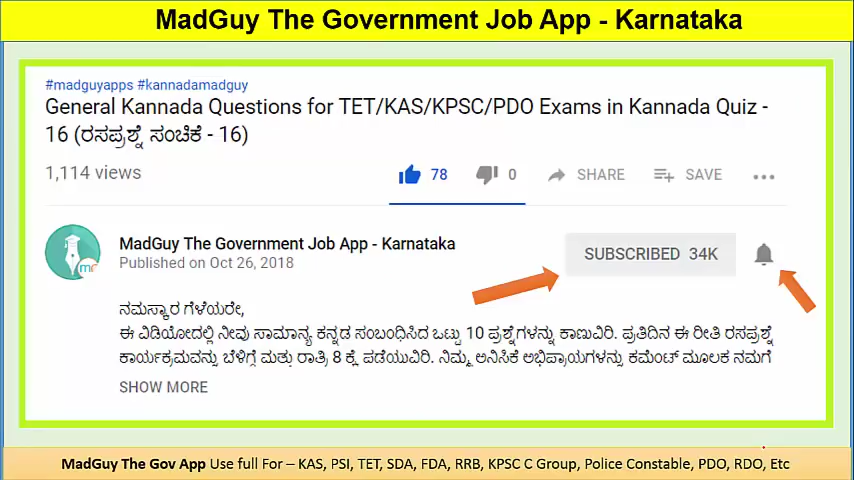 MadGuy The Government Job App - Karnataka
#madguyapps #kannadamadguy
General Kannada Questions for TET/KAS/KPSC/PDO Exams in Kannada Quiz -
16 (ರಸಪ್ರಶ್ನೆ ಸಂಚಿಕೆ - 16)
1,114 views
78 0 SHARE SAVE
MadGuy The Government Job App - Karnataka
Published on Oct 26, 2018
SUBSCRIBED 34K
ನಮಸ್ಕಾರ ಗೆಳೆಯರೇ,
ಈ ವಿಡಿಯೋದಲ್ಲಿ ನೀವು ಸಾಮಾನ್ಯ ಕನ್ನಡ ಸಂಬಂಧಿಸಿದ ಒಟ್ಟು 10 ಪ್ರಶ್ನೆಗಳನ್ನು ಕಾಣುವಿರಿ. ಪ್ರತಿದಿನ ಈ ರೀತಿ ರಸಪ್ರಶ್ನೆ
ಕಾರ್ಯಕ್ರಮವನ್ನು ಬೆಳಿಗ್ಗೆ ಮತ್ತು ರಾತ್ರಿ 8 ಕ್ಕೆ ಪಡೆಯುವಿರಿ. ನಿಮ್ಮ ಅನಿಸಿಕೆ ಅಭಿಪ್ರಾಯಗಳನ್ನು ಕಮೆಂಟ್ ಮೂಲಕ ನಮಗೆ
SHOW MORE
MadGuy The Gov App Use full For – KAS, PSI, TET, SDA, FDA, RRB, KPSC C Group, Police Constable, PDO, RDO, Etc